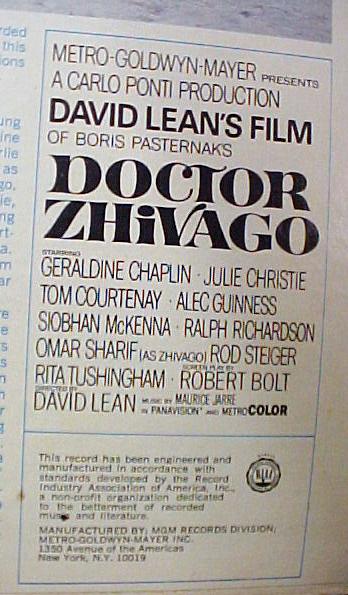 rded
this
ions
METRO-GOLDWYN-MAYER PRESENTS
A CARLO PONTI PRODUCTION
DAVID LEAN'S FILM
OF BORIS PASTERNAK'S
DOCTOR
ZHiVAGO
STARRING
GERALDINE CHAPLIN · JULIE CHRISTIE
TOM COURTENAY · ALEC GUINNESS
SIOBHAN McKENNA · RALPH RICHARDSON
OMAR SHARIF (AS ZHIVAGO) ROD STEIGER
SCREEN PLAY BY
RITA TUSHINGHAM · ROBERT BOLT
DIRECTED BY
DAVID LEAN MUSIC BY MAURICE JARRE
IN PANAVISION® AND METROCOLOR
This record has been engineered and
manufactured in accordance with
standards developed by the Record
Industry Association of America, Inc.,
a non-profit organization dedicated
to the betterment of recorded
music and literature.
MANUFACTURED BY: MGM RECORDS DIVISION;
METRO-GOLDWYN-MAYER INC.
1350 Avenue of the Americas
New York, N.Y. 10019